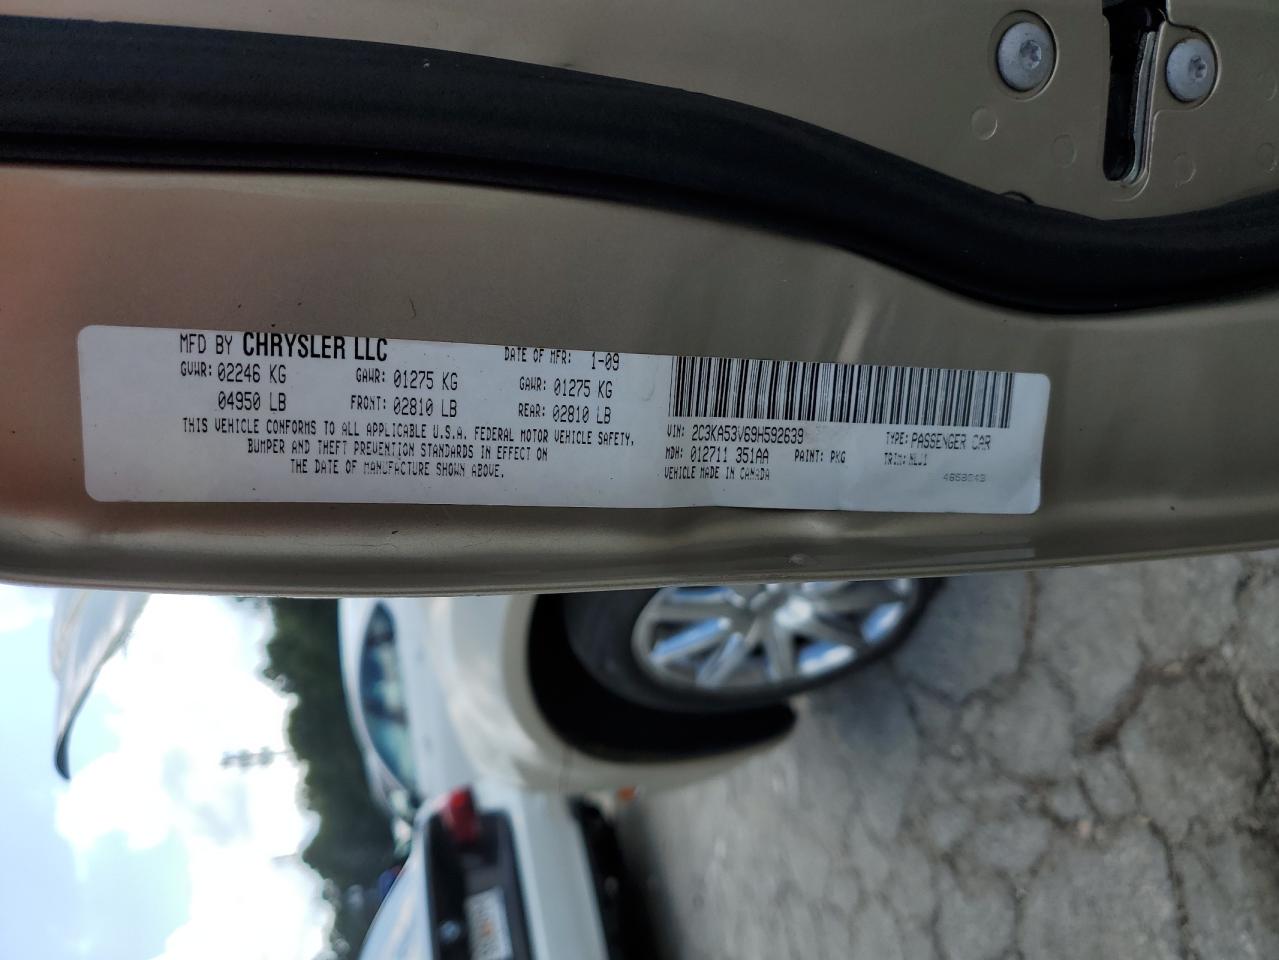 MFD BY CHRYSLER LLC DATE OF MFR: 1-09
GVWR: 02246 KG GAWR: 01275 KG GAWR: 01275 KG
04950 LB FRONT: 02810 LB REAR: 02810 LB
THIS VEHICLE CONFORMS TO ALL APPLICABLE U.S.A. FEDERAL MOTOR VEHICLE SAFETY,
BUMPER AND THEFT PREVENTION STANDARDS IN EFFECT ON
THE DATE OF MANUFACTURE SHOWN ABOVE.
VIN: 2C3KA53V69H592639 TYPE: PASSENGER CAR
MDH: 012711 351AA PAINT: PKG TRIM:
VEHICLE MADE IN CANADA